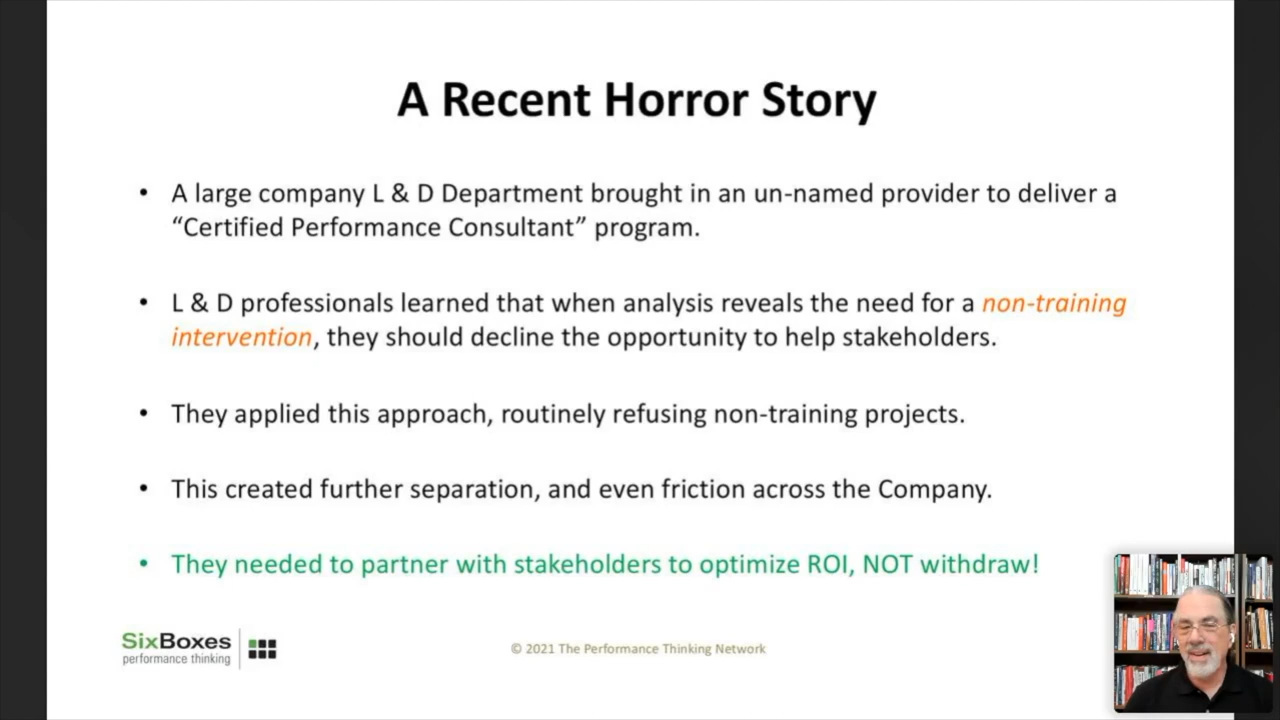 A Recent Horror Story
• A large company L & D Department brought in an un-named provider to deliver a
“Certified Performance Consultant” program.
• L & D professionals learned that when analysis reveals the need for a non-training
intervention, they should decline the opportunity to help stakeholders.
• They applied this approach, routinely refusing non-training projects.
• This created further separation, and even friction across the Company.
• They needed to partner with stakeholders to optimize ROI, NOT withdraw!
SixBoxes
performance thinking
© 2021 The Performance Thinking Network